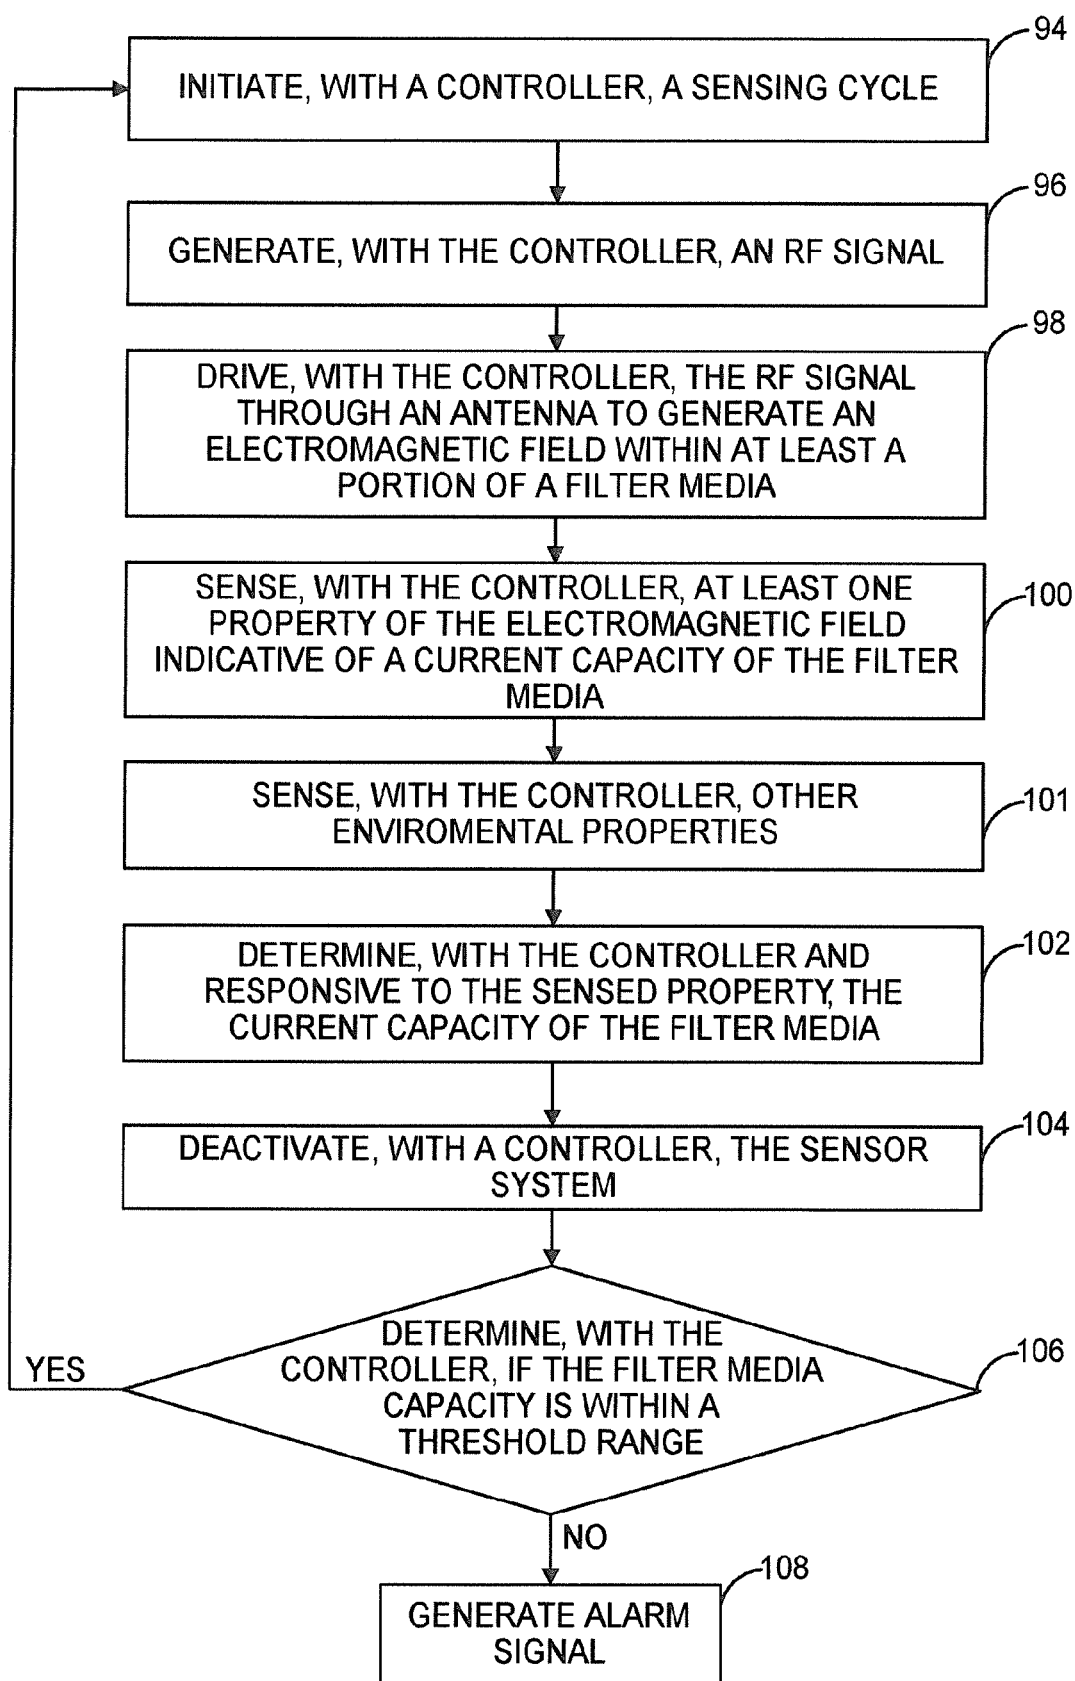 94
INITIATE, WITH A CONTROLLER, A SENSING CYCLE
96
GENERATE, WITH THE CONTROLLER, AN RF SIGNAL
98
DRIVE, WITH THE CONTROLLER, THE RF SIGNAL
THROUGH AN ANTENNA TO GENERATE AN
ELECTROMAGNETIC FIELD WITHIN AT LEAST A
PORTION OF A FILTER MEDIA
SENSE, WITH THE CONTROLLER, AT LEAST ONE
PROPERTY OF THE ELECTROMAGNETIC FIELD
INDICATIVE OF A CURRENT CAPACITY OF THE FILTER
MEDIA
100
SENSE, WITH THE CONTROLLER, OTHER
ENVIROMENTAL PROPERTIES
101
DETERMINE, WITH THE CONTROLLER AND
RESPONSIVE TO THE SENSED PROPERTY, THE
CURRENT CAPACITY OF THE FILTER MEDIA
102
DEACTIVATE, WITH A CONTROLLER, THE SENSOR
SYSTEM
104
DETERMINE, WITH THE
CONTROLLER, IF THE FILTER MEDIA
CAPACITY IS WITHIN A
THRESHOLD RANGE
106
YES
NO
108
GENERATE ALARM
SIGNAL